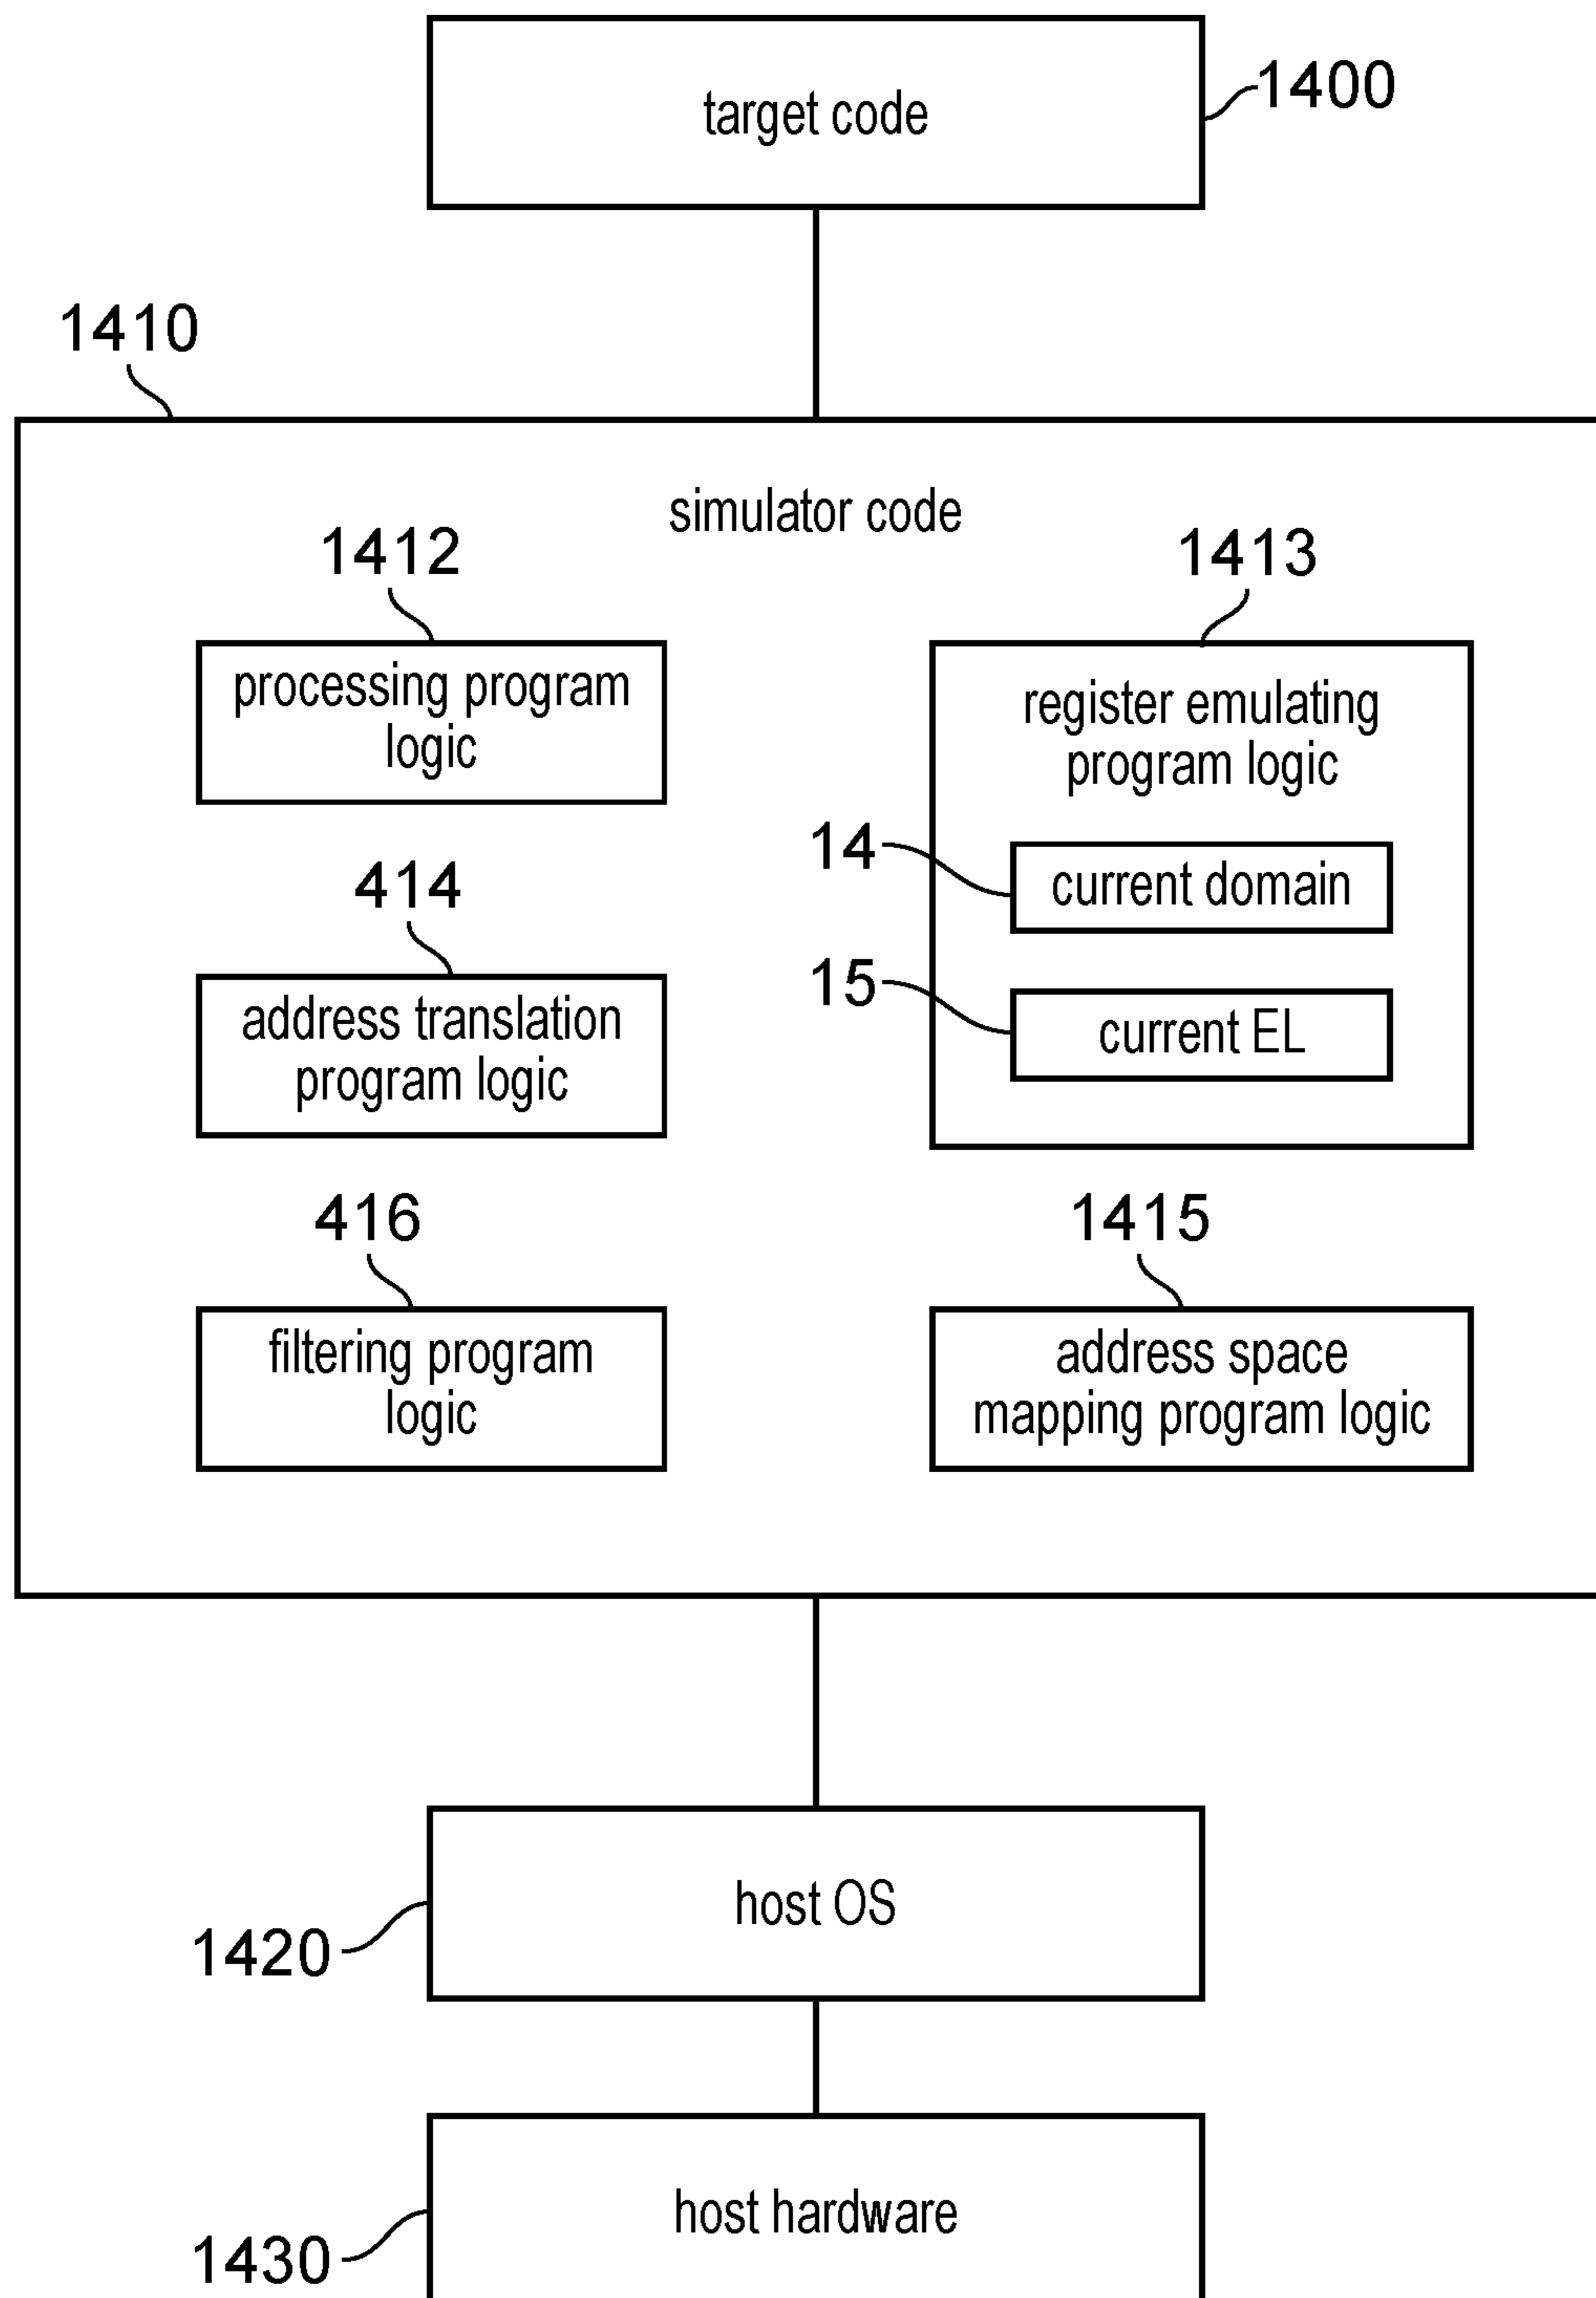 target code
1400
1410
simulator code
1412
1413
processing program
logic
register emulating
program logic
14
current domain
414
15
current EL
address translation
program logic
416
1415
filtering program
logic
address space
mapping program logic
host OS
1420
host hardware
1430